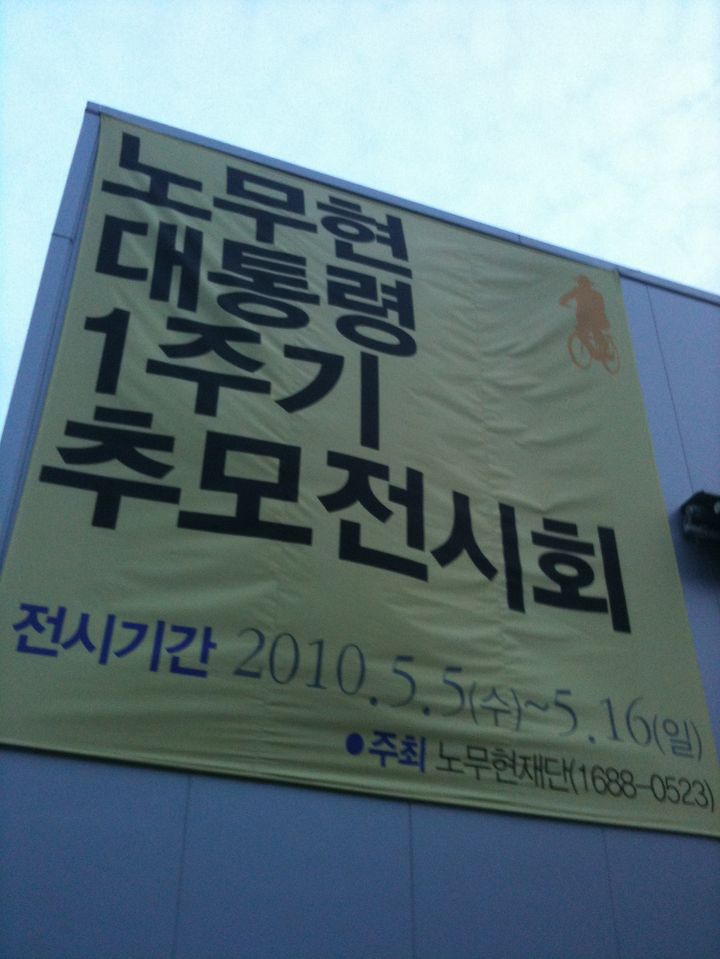 노무현
대통령
1주기
추모전시회
전시기간 2010.5.5(수)~5.16(일)
●주최 노무현재단(1688-0523)